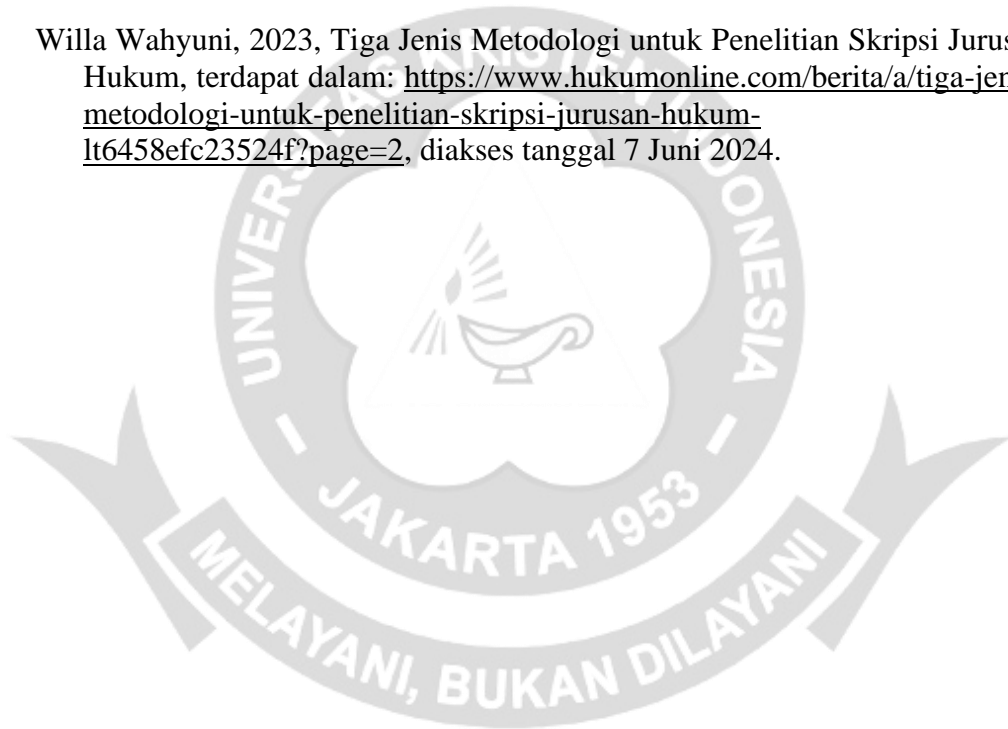 Willa Wahyuni, 2023, Tiga Jenis Metodologi untuk Penelitian Skripsi Jurus
Hukum, terdapat dalam: https://www.hukumonline.com/berita/a/tiga-jen
metodologi-untuk-penelitian-skripsi-jurusan-hukum-
lt6458efc23524f?page=2, diakses tanggal 7 Juni 2024.
UNIVERSITAS KRISTEN INDONESIA
- JAKARTA 1953 -
MELAYANI, BUKAN DILAYANI